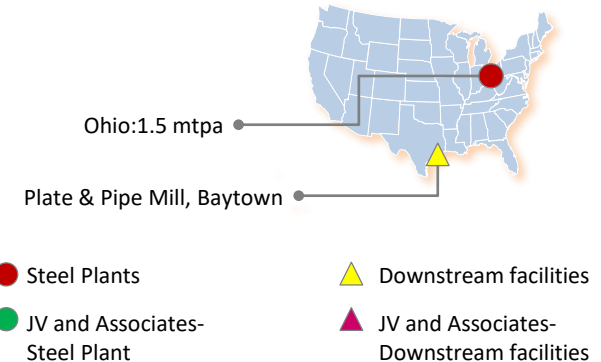 Ohio:1.5 mtpa
Plate & Pipe Mill, Baytown
Steel Plants
Downstream facilities
JV and Associates-
Steel Plant
JV and Associates-
Downstream facilities